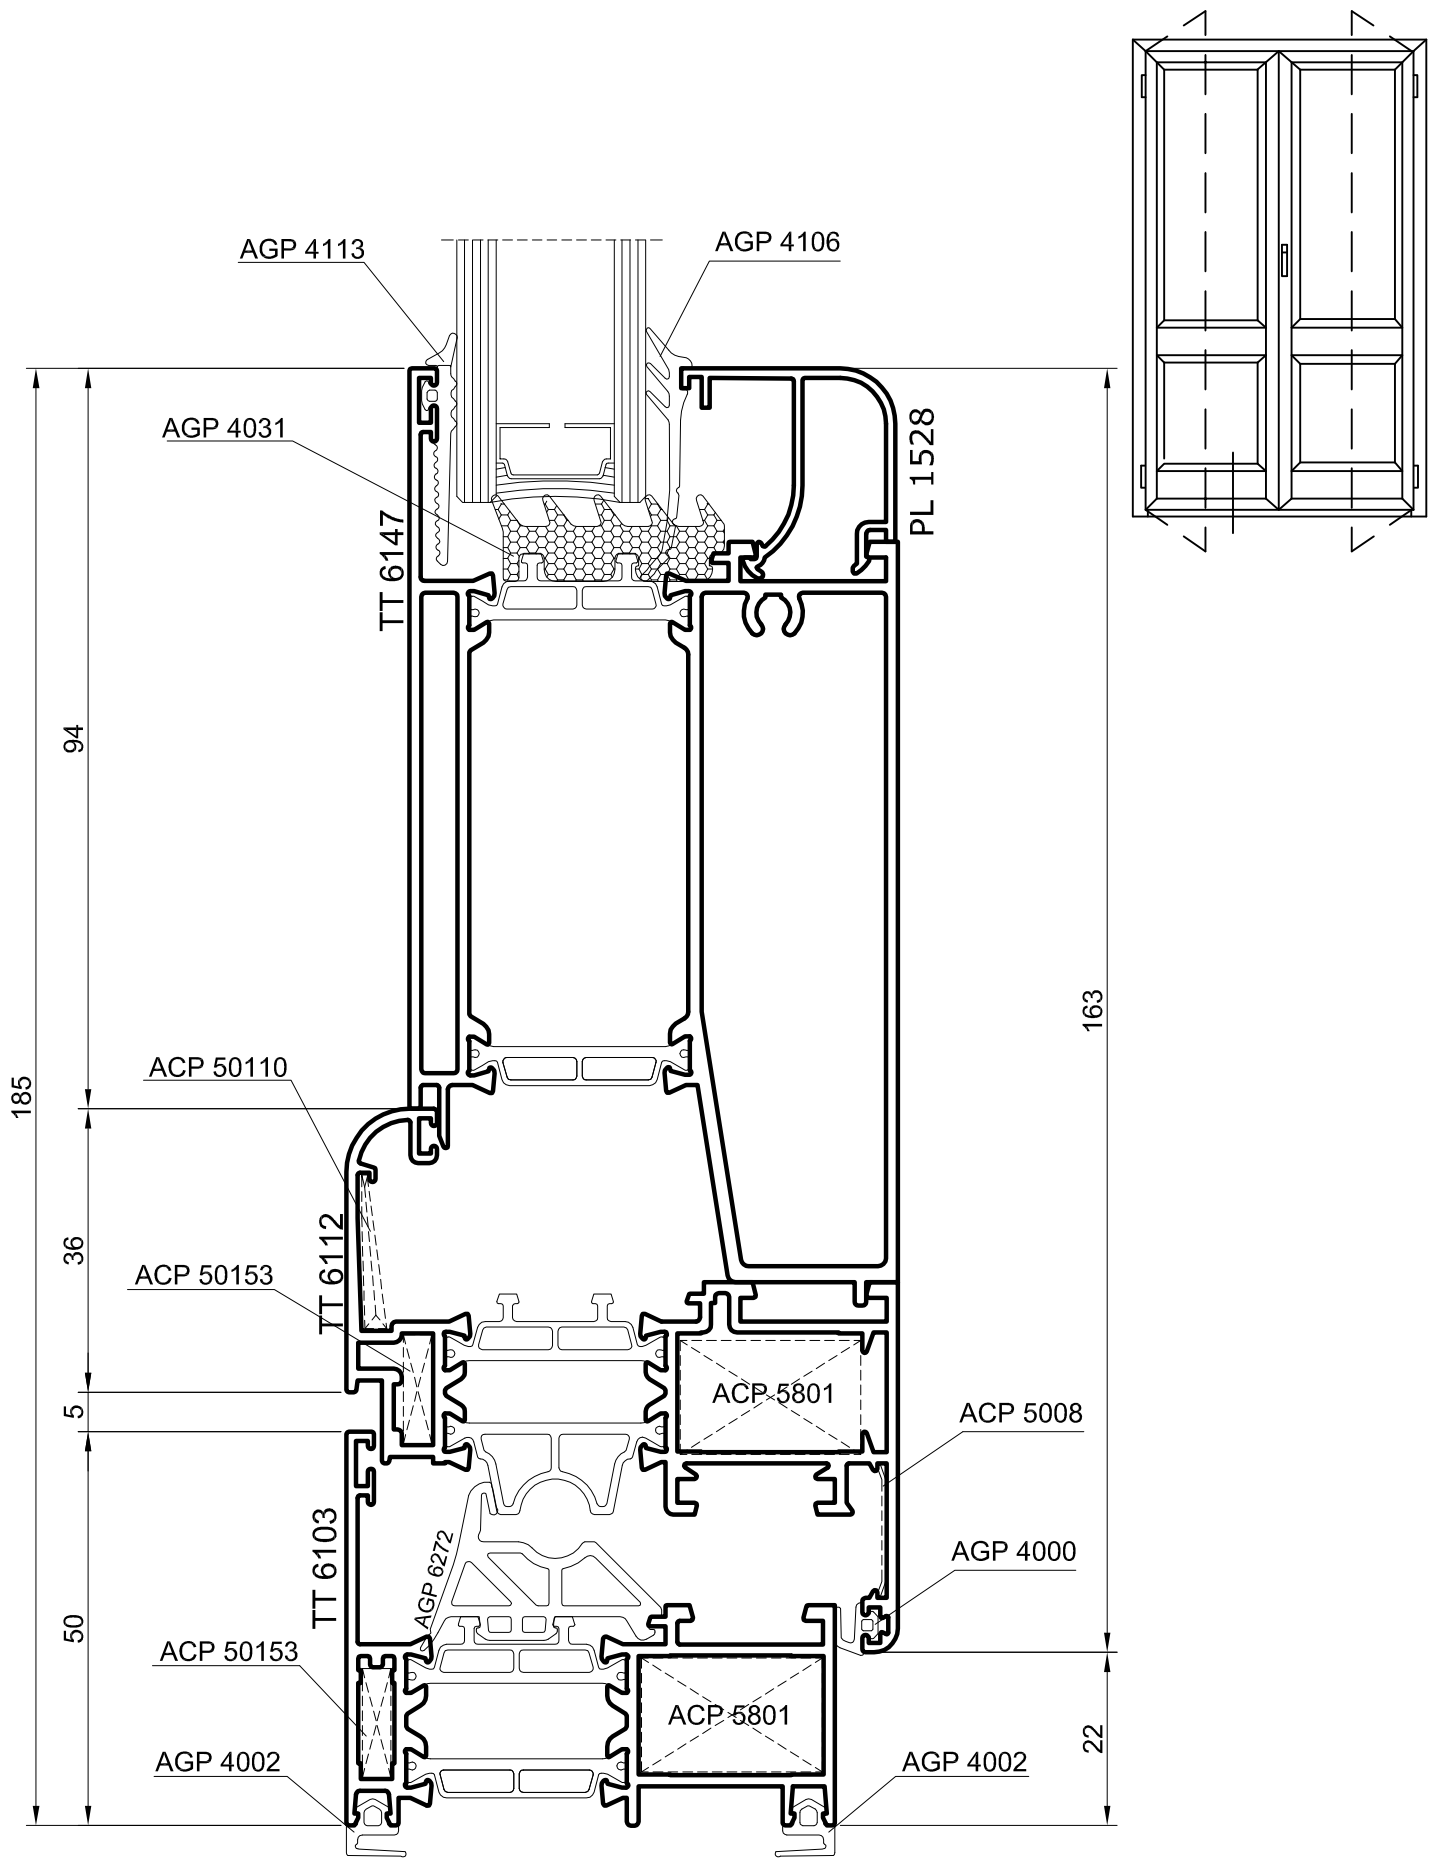 AGP 4113
AGP 4106
AGP 4031
PL 1528
TT 6147
94
163
ACP 50110
185
TT 6112
36
ACP 50153
ACP 5801
5
ACP 5008
TT 6103
AGP 6272
AGP 4000
50
ACP 50153
ACP 5801
22
AGP 4002
AGP 4002